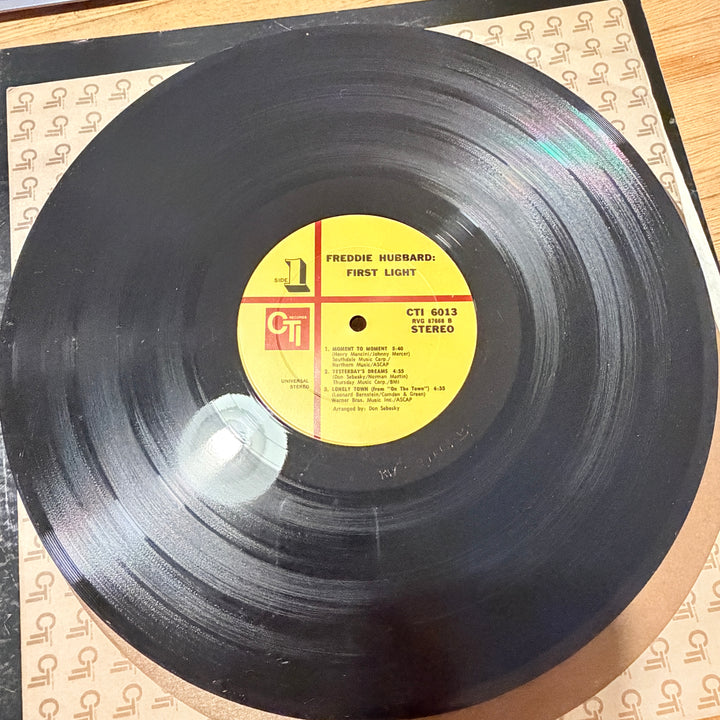 FREDDIE HUBBARD:
FIRST LIGHT
SIDE 1
CTI 6013
RVG 87668 B
STEREO
CTI RECORDS
UNIVERSAL
STEREO
1. MOMENT TO MOMENT 5:40
(Henry Mancini/Johnny Mercer)
Southdale Music Corp./
Northern Music/ASCAP
2. YESTERDAY'S DREAMS 4:55
(Don Sebesky/Norman Martin)
Thursday Music Corp./BMI
3. LONELY TOWN (from "On The Town") 6:55
(Leonard Bernstein/Comden & Green)
Warner Bros. Music Inc./ASCAP
Arranged by: Don Sebesky
CTI